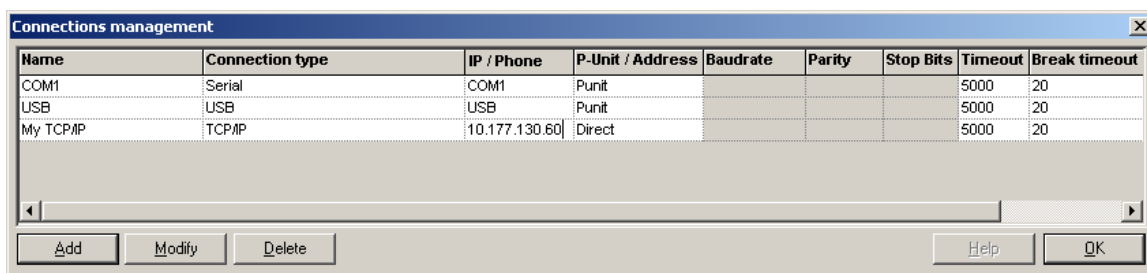 Connections management
Name Connection type IP / Phone P-Unit / Address Baudrate Parity Stop Bits Timeout Break timeout
COM1 Serial COM1 Punit 5000 20
USB USB USB Punit 5000 20
My TCP/IP TCP/IP 10.177.130.60 Direct 5000 20
Add Modify Delete Help OK